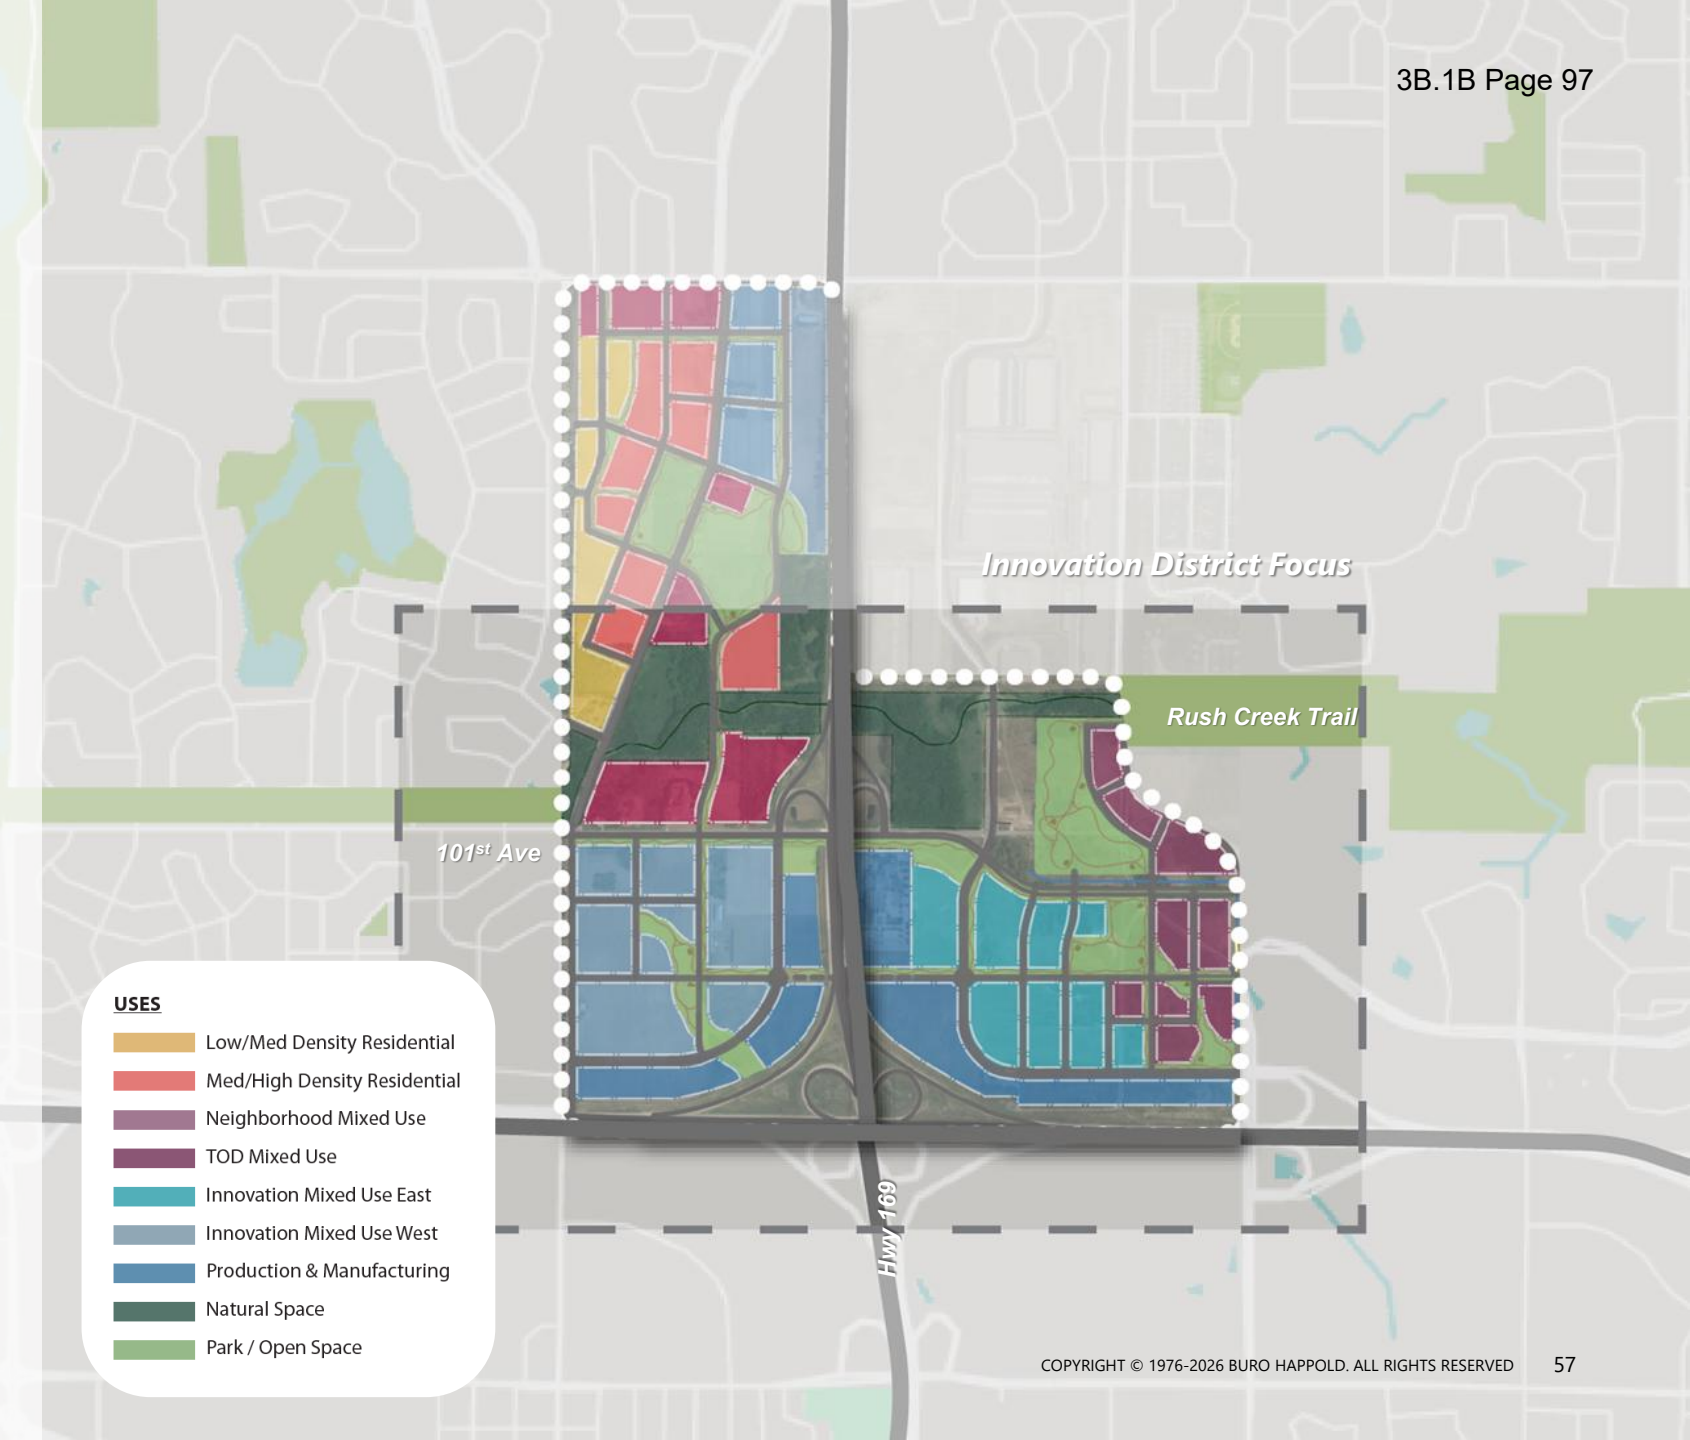 3B.1B Page 97
Innovation District Focus
Rush Creek Trail
101st Ave
USES
Low/Med Density Residential
Med/High Density Residential
Neighborhood Mixed Use
TOD Mixed Use
Innovation Mixed Use East
Innovation Mixed Use West
Production & Manufacturing
Natural Space
Park / Open Space
Hwy 169
COPYRIGHT © 1976-2026 BURO HAPPOLD. ALL RIGHTS RESERVED 57